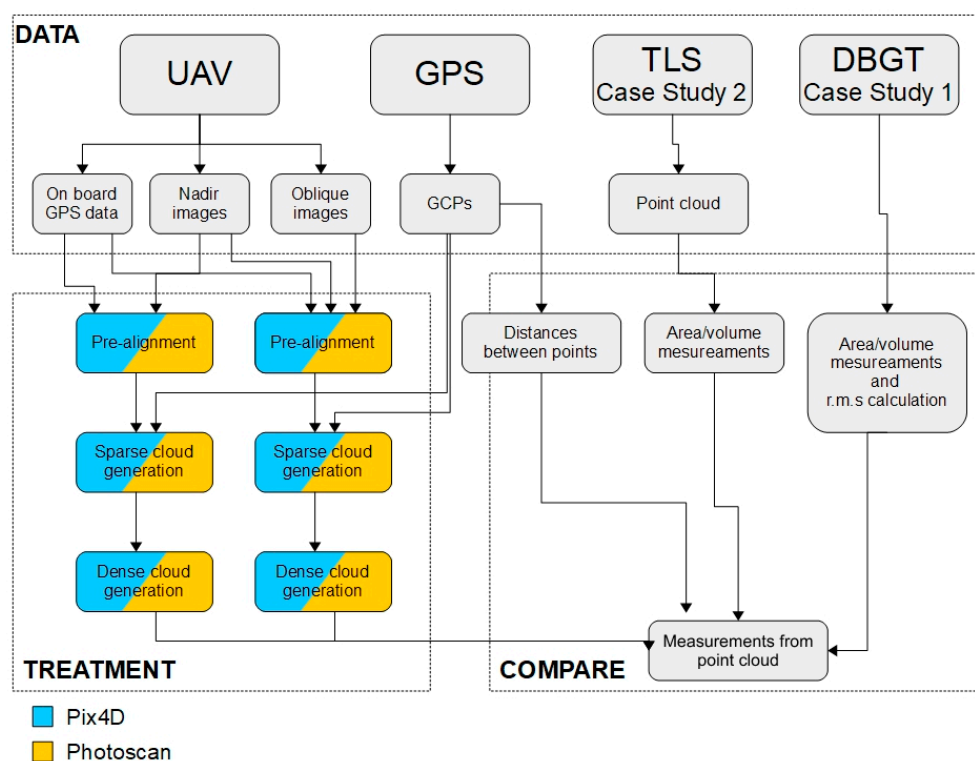 DATA
UAV
GPS
TLS
Case Study 2
DBGT
Case Study 1
On board
GPS data
Nadir
images
Oblique
images
GCPs
Point cloud
Pre-alignment
Pre-alignment
Distances
between points
Area/volume
mesureaments
Area/volume
mesureaments
and
r.m.s calculation
Sparse cloud
generation
Sparse cloud
generation
Dense cloud
generation
Dense cloud
generation
Measurements from
point cloud
TREATMENT
COMPARE
Pix4D
Photoscan